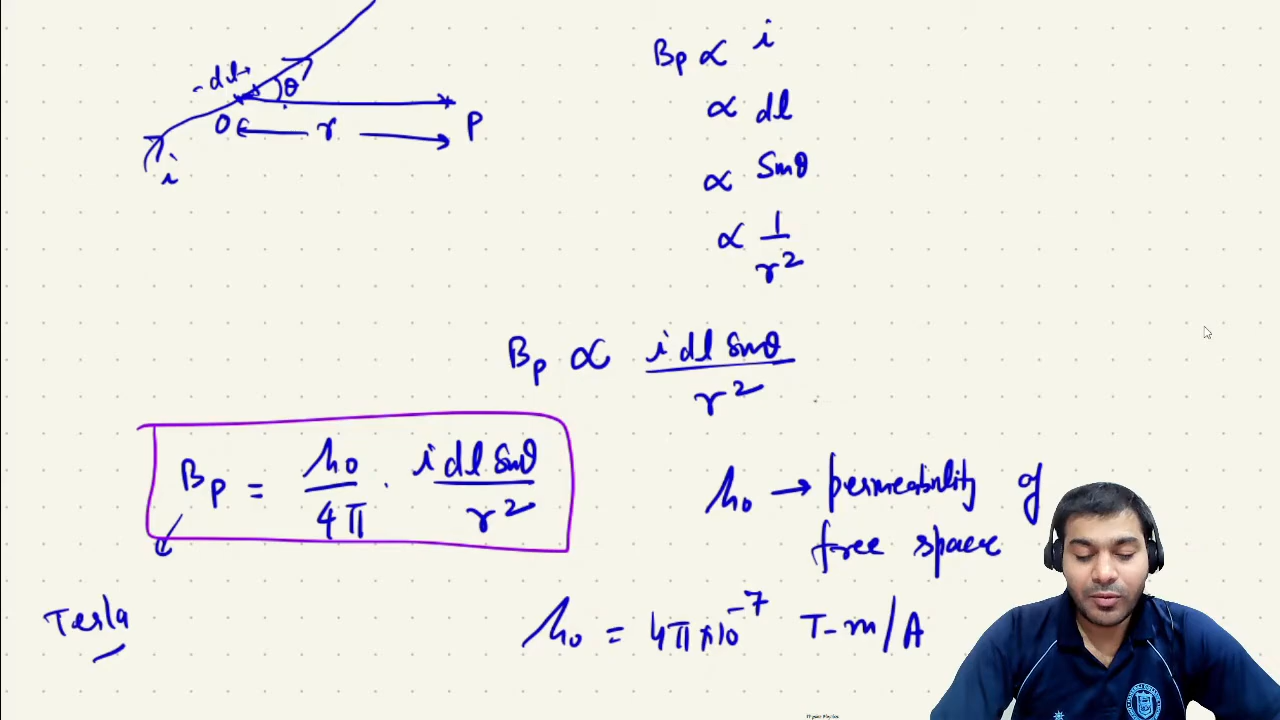 dl
θ
O r P
i
Bp ∝ i
∝ dl
∝ Sinθ
∝ 1/r²
Bp ∝ i dl Sinθ / r²
Bp = μ₀/4π · i dl Sinθ / r²
μ₀ → permeability of
free space
Tesla
μ₀ = 4π×10⁻⁷ T-m/A